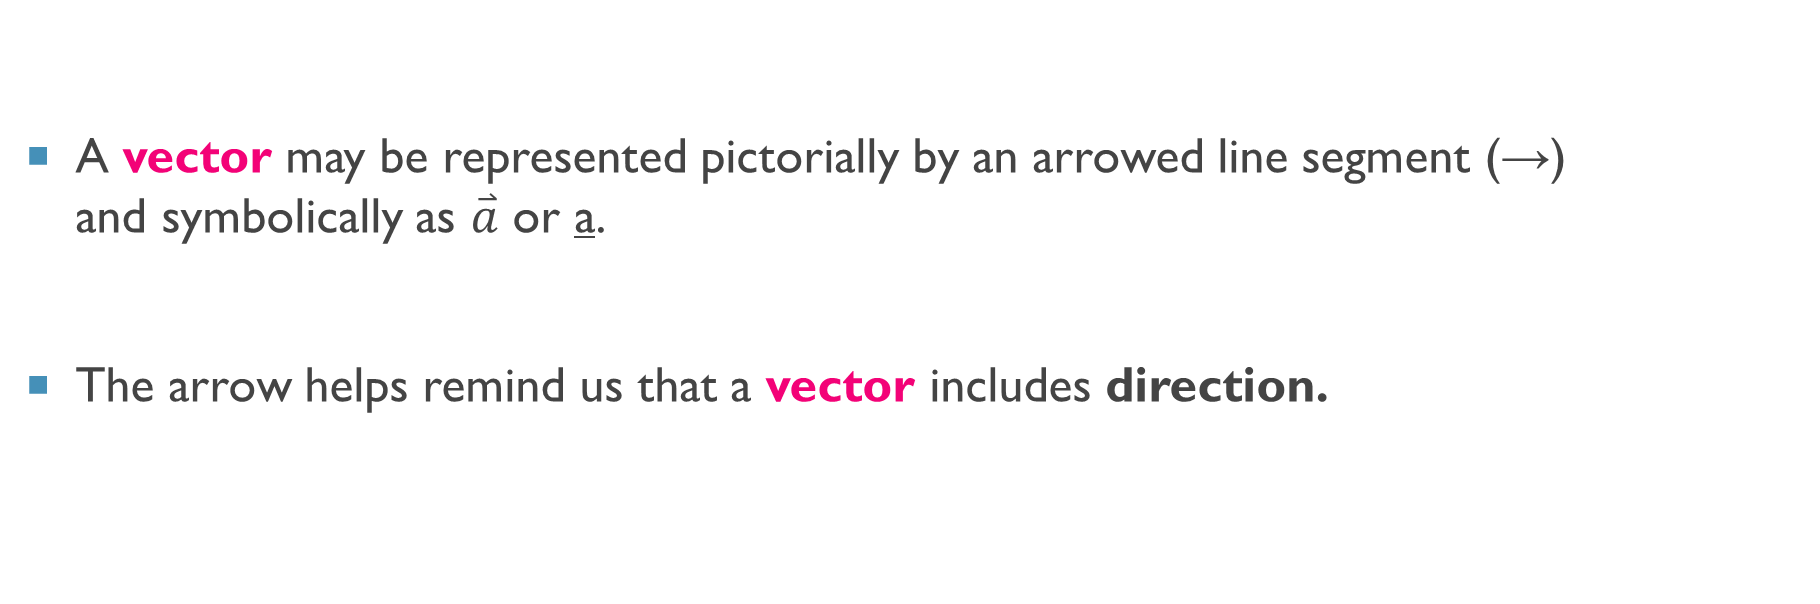 ▪ A vector may be represented pictorially by an arrowed line segment (→)
and symbolically as a⃗ or a̲.
▪ The arrow helps remind us that a vector includes direction.